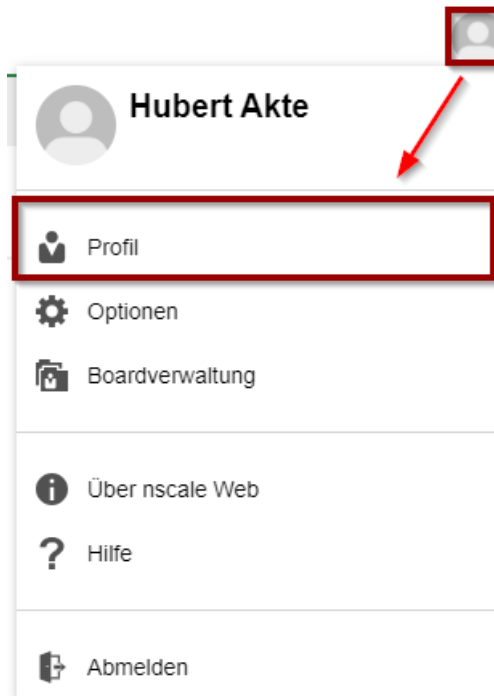 Hubert Akte
Profil
Optionen
Boardverwaltung
Über nscale Web
Hilfe
Abmelden